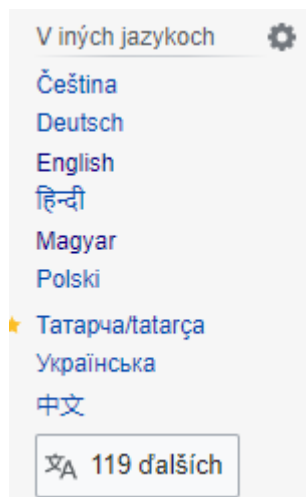 V iných jazykoch
Čeština
Deutsch
English
हिन्दी
Magyar
Polski
Татарча/tatarça
Українська
中文
119 ďalších